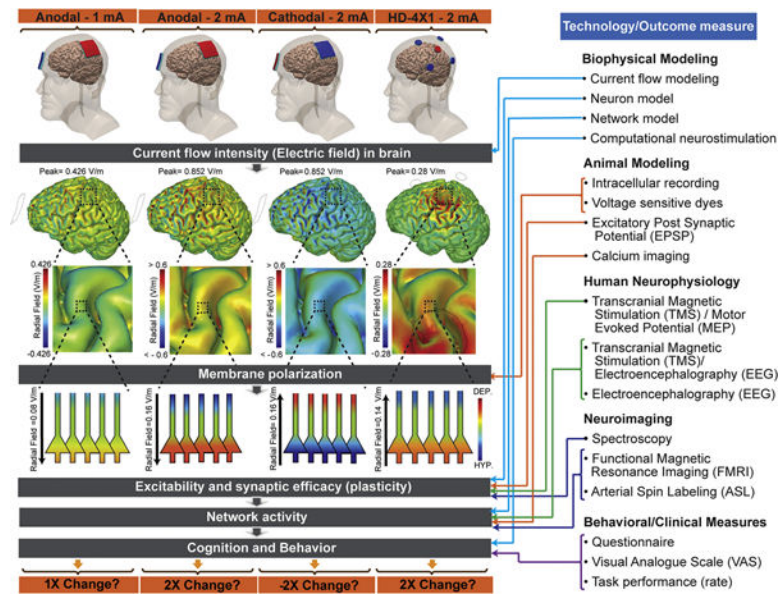 Anodal - 1 mA
Anodal - 2 mA
Cathodal - 2 mA
HD-4X1 - 2 mA
Current flow intensity (Electric field) in brain
Peak= 0.426 V/m
Peak= 0.852 V/m
Peak= 0.852 V/m
Peak= 0.28 V/m
0.426
Radial Field (V/m)
-0.426
> 0.6
Radial Field (V/m)
< - 0.6
> 0.6
Radial Field (V/m)
< - 0.6
0.28
Radial Field (V/m)
-0.28
Membrane polarization
Radial Field =0.08 V/m
Radial Field =0.16 V/m
Radial Field = 0.16 V/m
Radial Field =0.14 V/m
DEP.
HYP.
Excitability and synaptic efficacy (plasticity)
Network activity
Cognition and Behavior
1X Change?
2X Change?
-2X Change?
2X Change?
Technology/Outcome measure
Biophysical Modeling
Current flow modeling
Neuron model
Network model
Computational neurostimulation
Animal Modeling
Intracellular recording
Voltage sensitive dyes
Excitatory Post Synaptic
Potential (EPSP)
Calcium imaging
Human Neurophysiology
Transcranial Magnetic
Stimulation (TMS) / Motor
Evoked Potential (MEP)
Transcranial Magnetic
Stimulation (TMS)/
Electroencephalography (EEG)
Electroencephalography (EEG)
Neuroimaging
Spectroscopy
Functional Magnetic
Resonance Imaging (FMRI)
Arterial Spin Labeling (ASL)
Behavioral/Clinical Measures
Questionnaire
Visual Analogue Scale (VAS)
Task performance (rate)